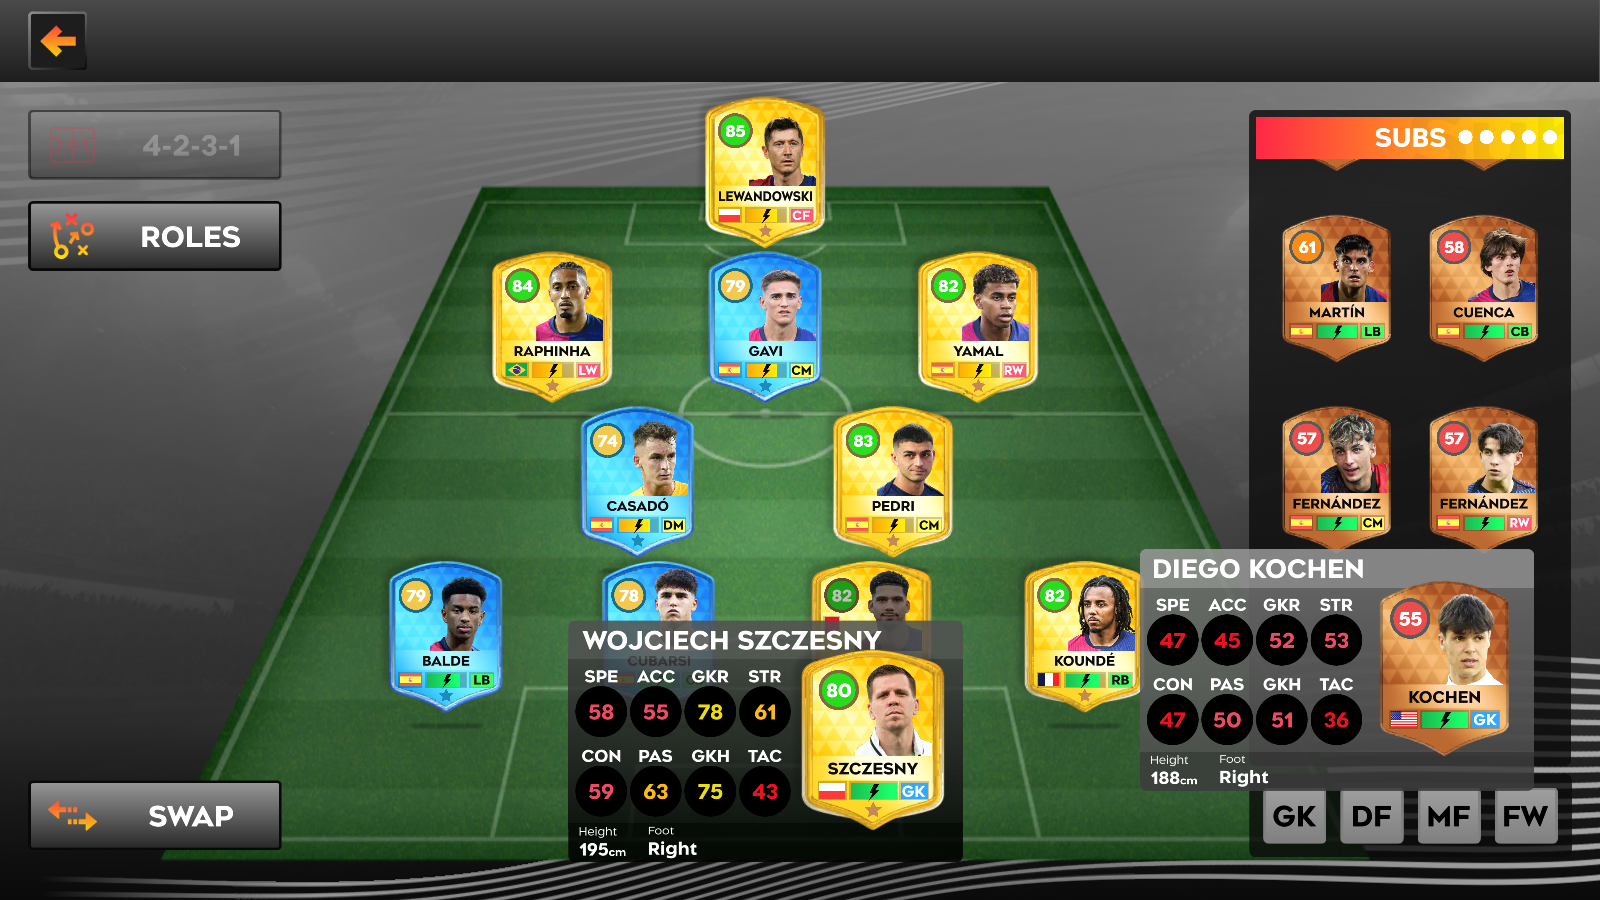 4-2-3-1
ROLES
SWAP
85
LEWANDOWSKI
CF
84
RAPHINHA
LW
79
GAVI
CM
82
YAMAL
RW
74
CASADÓ
DM
83
PEDRI
CM
79
BALDE
LB
78
CUBARSI
82
82
KOUNDÉ
RB
WOJCIECH SZCZESNY
SPE ACC GKR STR
58 55 78 61
CON PAS GKH TAC
59 63 75 43
Height Foot
195cm Right
80
SZCZESNY
GK
SUBS
61
MARTÍN
LB
58
CUENCA
CB
57
FERNÁNDEZ
CM
57
FERNÁNDEZ
RW
DIEGO KOCHEN
SPE ACC GKR STR
47 45 52 53
CON PAS GKH TAC
47 50 51 36
Height Foot
188cm Right
55
KOCHEN
GK
GK DF MF FW